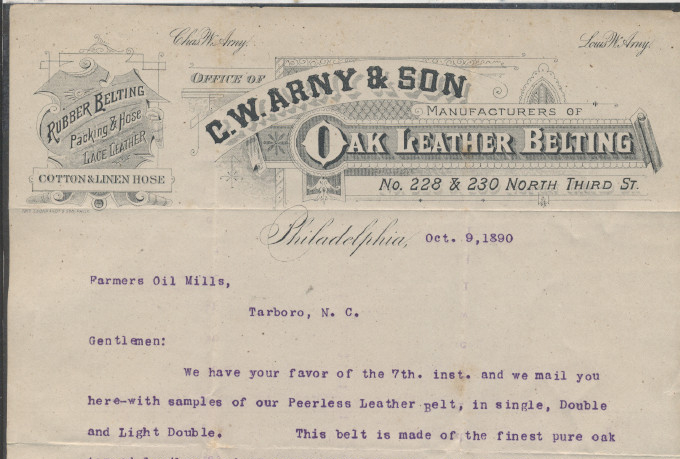 Chas. W. Arny.
Louis W. Arny.
OFFICE OF
C. W. ARNY & SON
MANUFACTURERS OF
OAK LEATHER BELTING
No. 228 & 230 NORTH THIRD ST.
RUBBER BELTING
Packing & Hose
LACE LEATHER
COTTON & LINEN HOSE
Philadelphia, Oct. 9,1890
Farmers Oil Mills,
Tarboro, N. C.
Gentlemen:
We have your favor of the 7th. inst. and we mail you
here-with samples of our Peerless Leather Belt, in single, Double
and Light Double. This belt is made of the finest pure oak